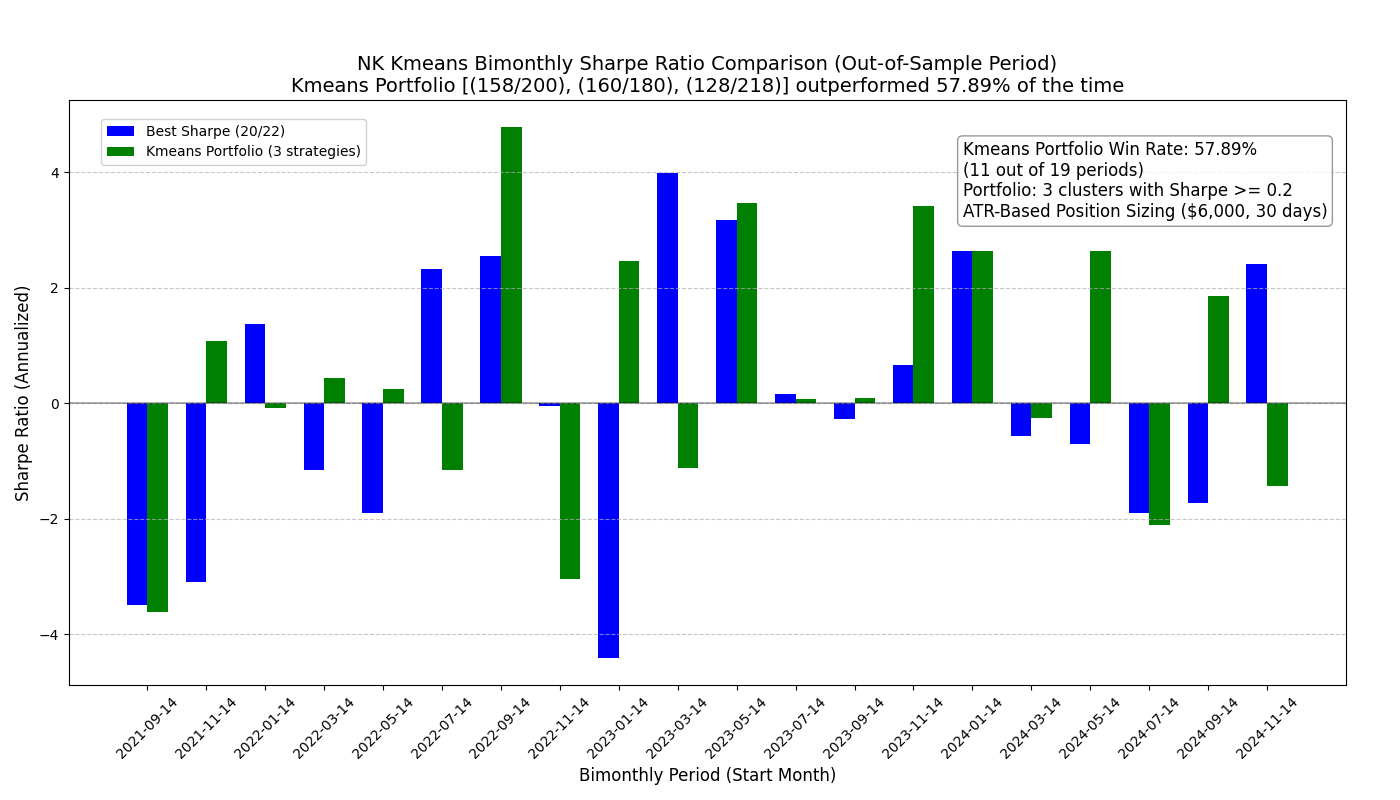 NK Kmeans Bimonthly Sharpe Ratio Comparison (Out-of-Sample Period)
Kmeans Portfolio [(158/200), (160/180), (128/218)] outperformed 57.89% of the time
Best Sharpe (20/22)
Kmeans Portfolio (3 strategies)
Kmeans Portfolio Win Rate: 57.89%
(11 out of 19 periods)
Portfolio: 3 clusters with Sharpe >= 0.2
ATR-Based Position Sizing ($6,000, 30 days)
Sharpe Ratio (Annualized)
4
2
0
−2
−4
2021-09-14
2021-11-14
2022-01-14
2022-03-14
2022-05-14
2022-07-14
2022-09-14
2022-11-14
2023-01-14
2023-03-14
2023-05-14
2023-07-14
2023-09-14
2023-11-14
2024-01-14
2024-03-14
2024-05-14
2024-07-14
2024-09-14
2024-11-14
Bimonthly Period (Start Month)